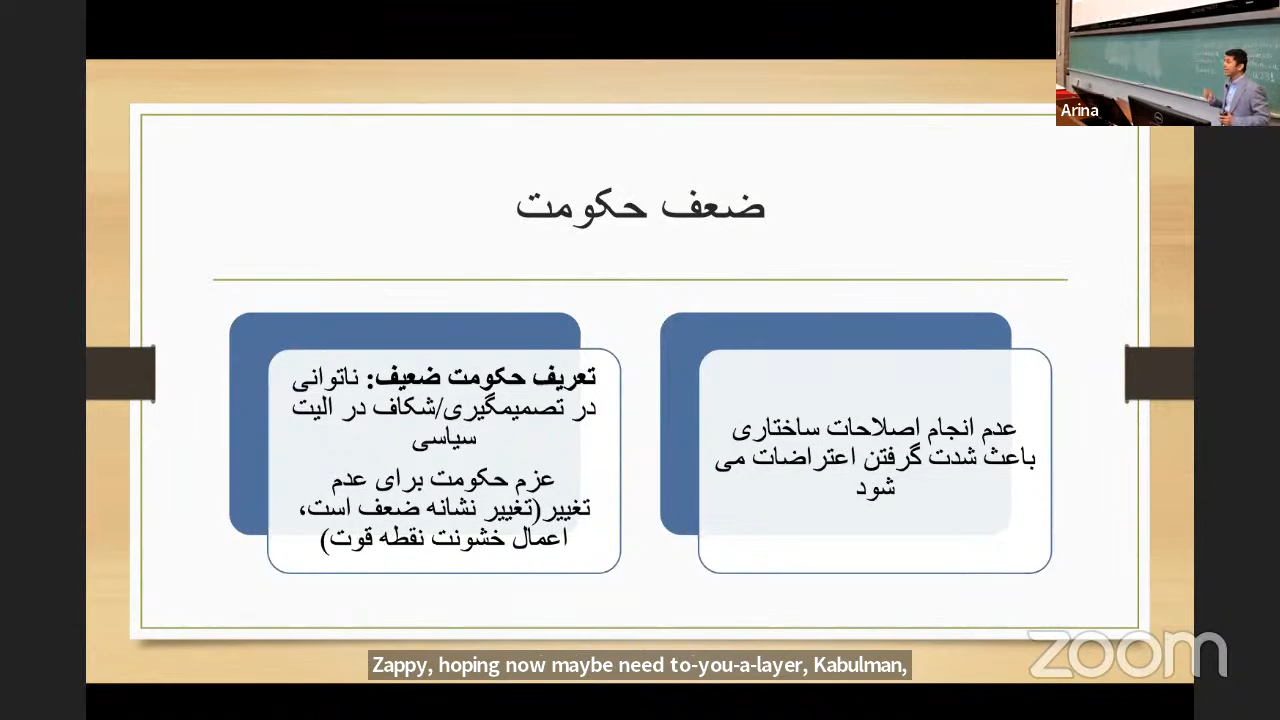 Arina
ضعف حکومت
عدم انجام اصلاحات ساختاری
باعث شدت گرفتن اعتراضات می
شود
تعریف حکومت ضعیف: ناتوانی
در تصمیمگیری/شکاف در الیت
سیاسی
عزم حکومت برای عدم
تغییر(تغییر نشانه ضعف است،
اعمال خشونت نقطه قوت)
zoom
Zappy, hoping now maybe need to-you-a-layer, Kabulman,